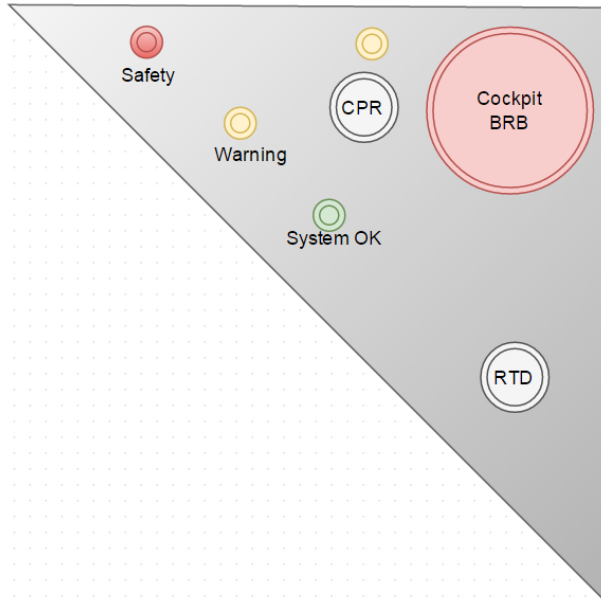 Safety
CPR
Cockpit
BRB
Warning
System OK
RTD